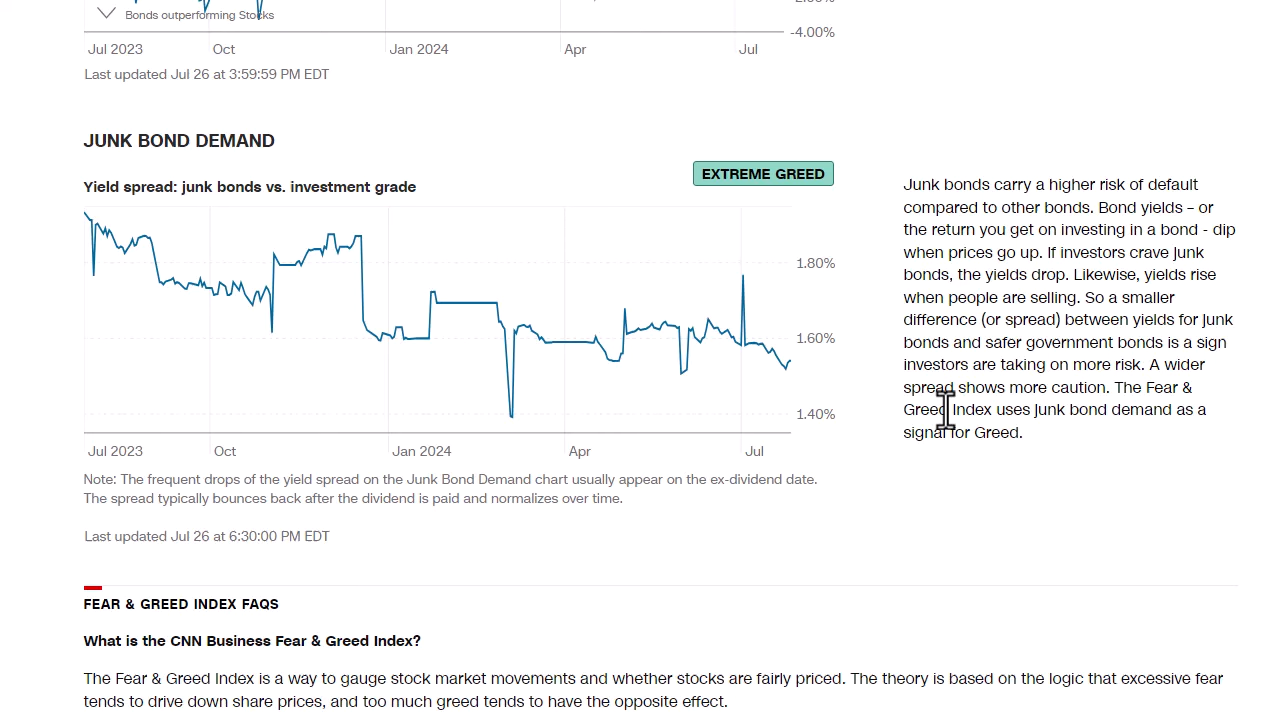 2.00%
Bonds outperforming Stocks
-4.00%
Jul 2023 Oct Jan 2024 Apr Jul
Last updated Jul 26 at 3:59:59 PM EDT
JUNK BOND DEMAND
EXTREME GREED
Yield spread: junk bonds vs. investment grade
1.80%
1.60%
1.40%
Jul 2023 Oct Jan 2024 Apr Jul
Note: The frequent drops of the yield spread on the Junk Bond Demand chart usually appear on the ex-dividend date.
The spread typically bounces back after the dividend is paid and normalizes over time.
Last updated Jul 26 at 6:30:00 PM EDT
Junk bonds carry a higher risk of default
compared to other bonds. Bond yields – or
the return you get on investing in a bond - dip
when prices go up. If investors crave junk
bonds, the yields drop. Likewise, yields rise
when people are selling. So a smaller
difference (or spread) between yields for junk
bonds and safer government bonds is a sign
investors are taking on more risk. A wider
spread shows more caution. The Fear &
Greed Index uses junk bond demand as a
signal for Greed.
FEAR & GREED INDEX FAQS
What is the CNN Business Fear & Greed Index?
The Fear & Greed Index is a way to gauge stock market movements and whether stocks are fairly priced. The theory is based on the logic that excessive fear
tends to drive down share prices, and too much greed tends to have the opposite effect.